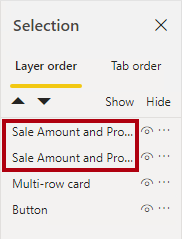 Selection
Layer order Tab order
Show Hide
Sale Amount and Pro...
Sale Amount and Pro...
Multi-row card
Button